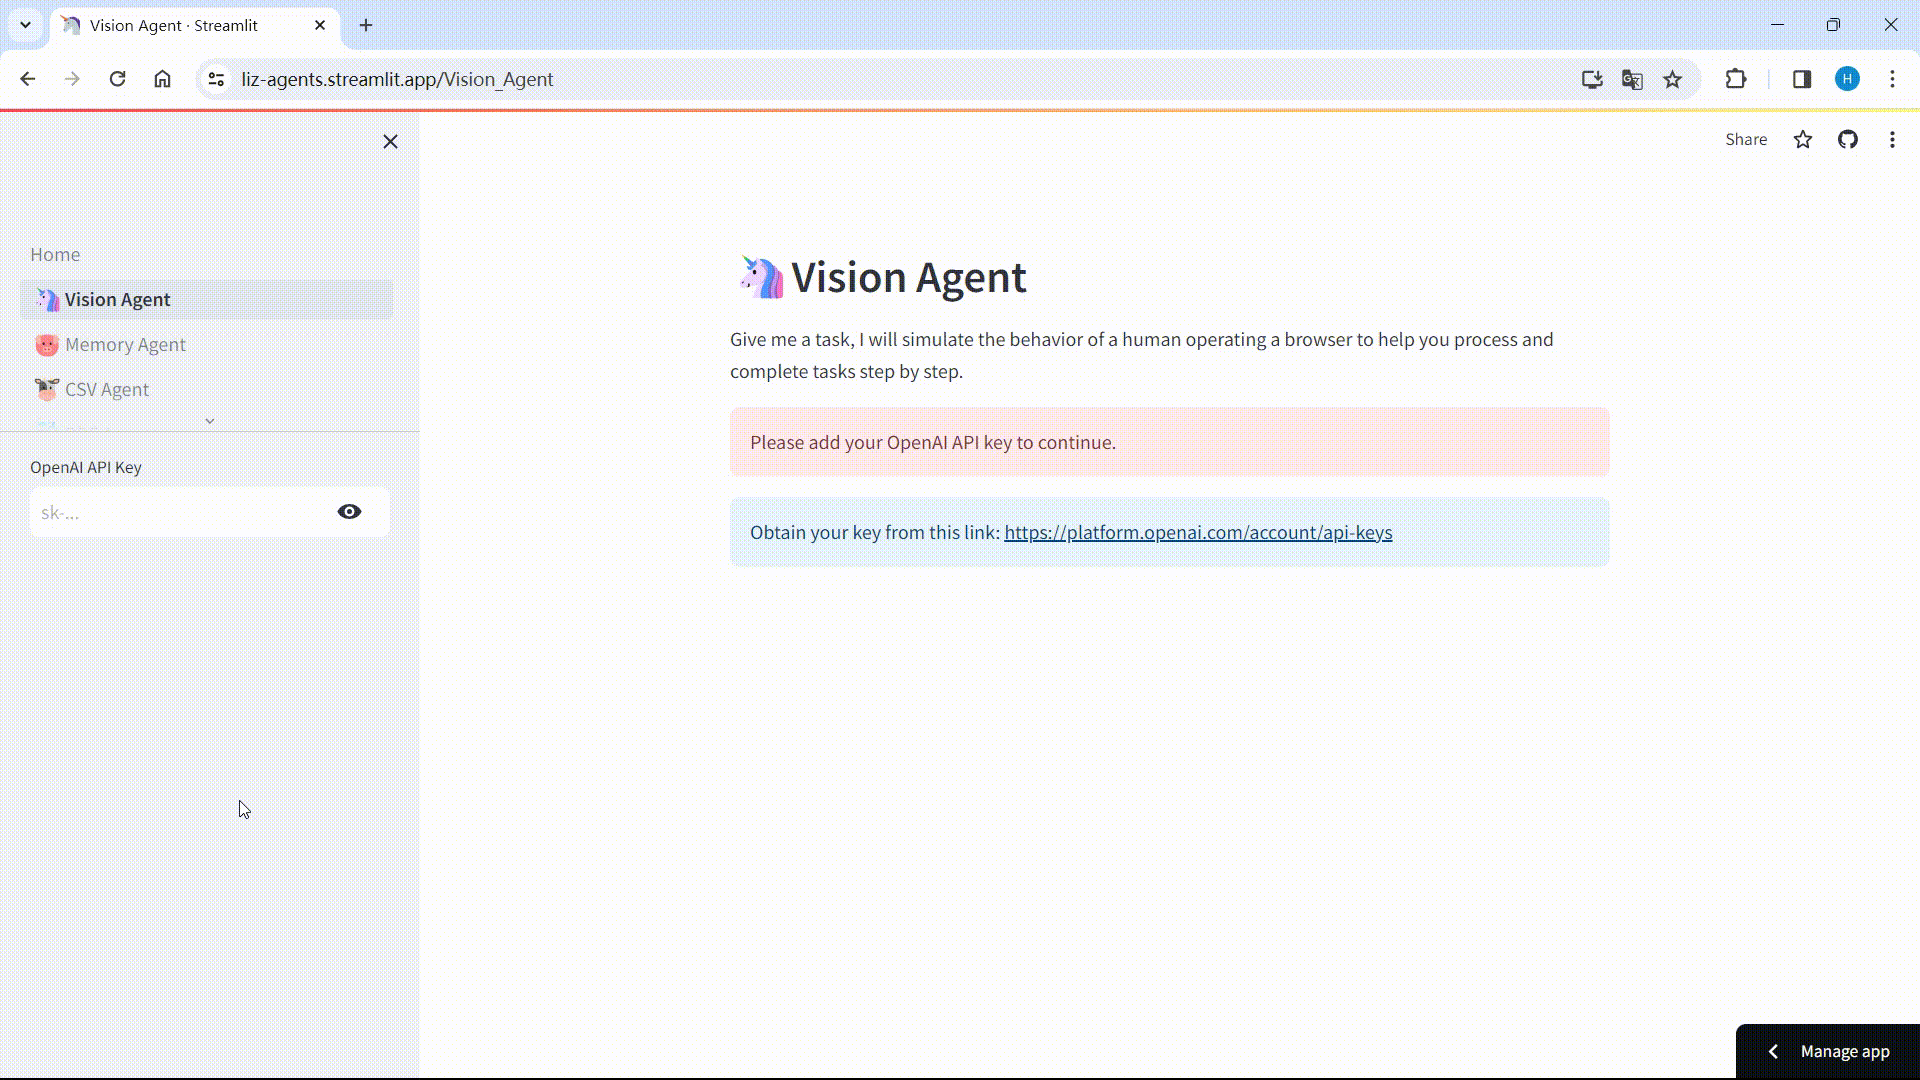 Vision Agent · Streamlit
liz-agents.streamlit.app/Vision_Agent
H
Share
Home
Vision Agent
Memory Agent
CSV Agent
OpenAI API Key
sk-...
Vision Agent
Give me a task, I will simulate the behavior of a human operating a browser to help you process and
complete tasks step by step.
Please add your OpenAI API key to continue.
Obtain your key from this link: https://platform.openai.com/account/api-keys
Manage app